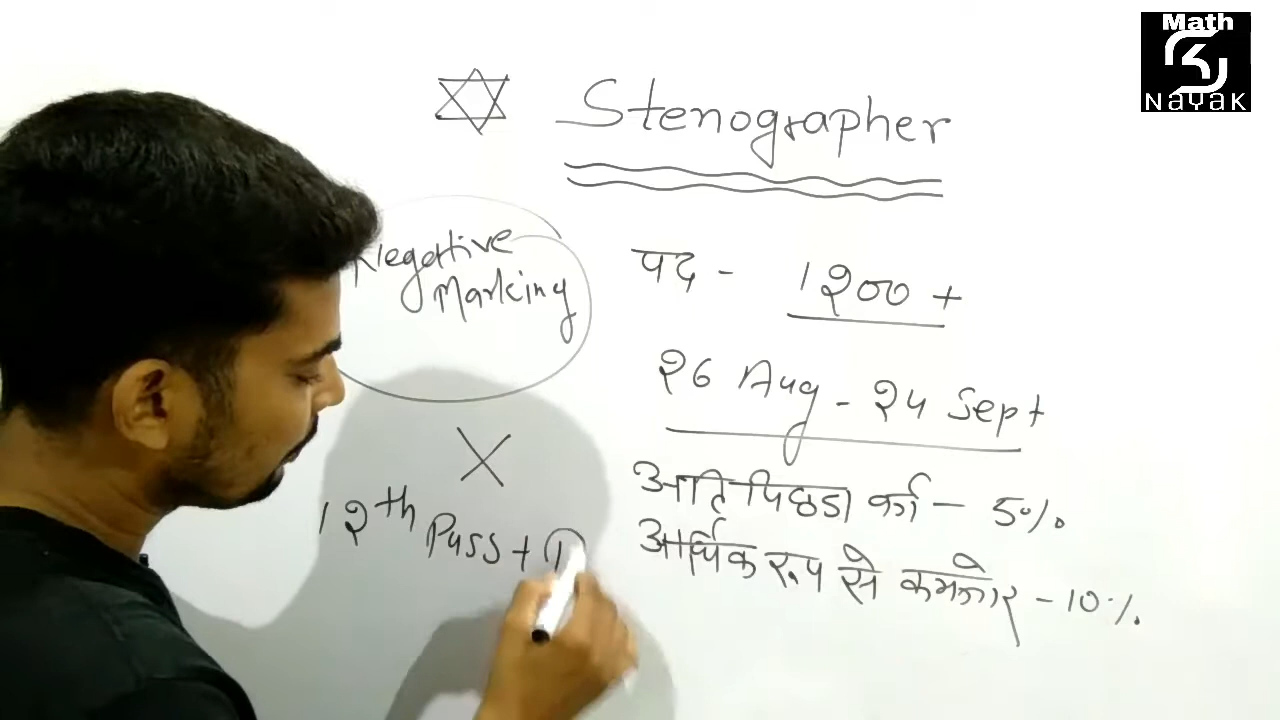 Math
NAYAK
Stenographer
Negative
Marking
पद - 1200 +
26 Aug - 24 Sept
अति पिछडा वर्ग - 5%
आर्थिक रूप से कमजोर - 10%
12th Pass +